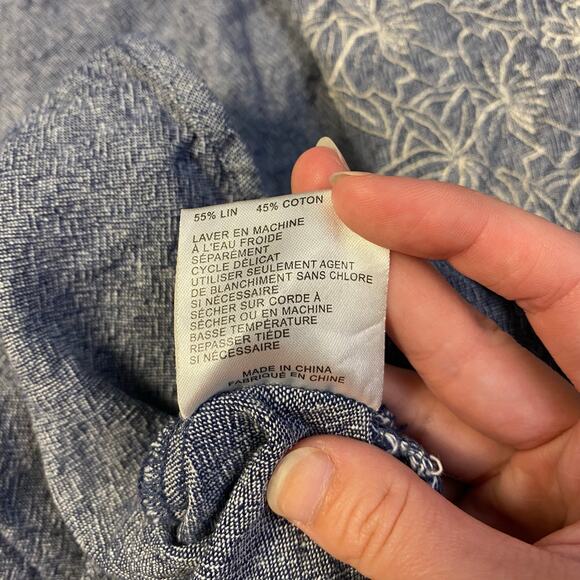 55% LIN 45% COTON
LAVER EN MACHINE
À L'EAU FROIDE
SÉPARÉMENT
CYCLE DÉLICAT
UTILISER SEULEMENT AGENT
DE BLANCHIMENT SANS CHLORE
SI NÉCESSAIRE
SÉCHER SUR CORDE À
SÉCHER OU EN MACHINE
BASSE TEMPÉRATURE
REPASSER TIÉDE
SI NÉCESSAIRE
MADE IN CHINA
FABRIQUÉ EN CHINE